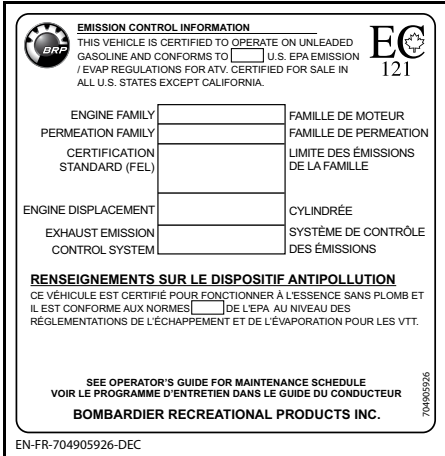 EMISSION CONTROL INFORMATION
THIS VEHICLE IS CERTIFIED TO OPERATE ON UNLEADED
GASOLINE AND CONFORMS TO U.S. EPA EMISSION
/ EVAP REGULATIONS FOR ATV. CERTIFIED FOR SALE IN
ALL U.S. STATES EXCEPT CALIFORNIA.
BRP
EC
121
ENGINE FAMILY FAMILLE DE MOTEUR
PERMEATION FAMILY FAMILLE DE PERMEATION
CERTIFICATION LIMITE DES ÉMISSIONS
STANDARD (FEL) DE LA FAMILLE
ENGINE DISPLACEMENT CYLINDRÉE
EXHAUST EMISSION SYSTÈME DE CONTRÔLE
CONTROL SYSTEM DES ÉMISSIONS
RENSEIGNEMENTS SUR LE DISPOSITIF ANTIPOLLUTION
CE VÉHICULE EST CERTIFIÉ POUR FONCTIONNER À L'ESSENCE SANS PLOMB ET
IL EST CONFORME AUX NORMES DE L'EPA AU NIVEAU DES
RÉGLEMENTATIONS DE L'ÉCHAPPEMENT ET DE L'ÉVAPORATION POUR LES VTT.
SEE OPERATOR'S GUIDE FOR MAINTENANCE SCHEDULE
VOIR LE PROGRAMME D'ENTRETIEN DANS LE GUIDE DU CONDUCTEUR
BOMBARDIER RECREATIONAL PRODUCTS INC.
704905926
EN-FR-704905926-DEC